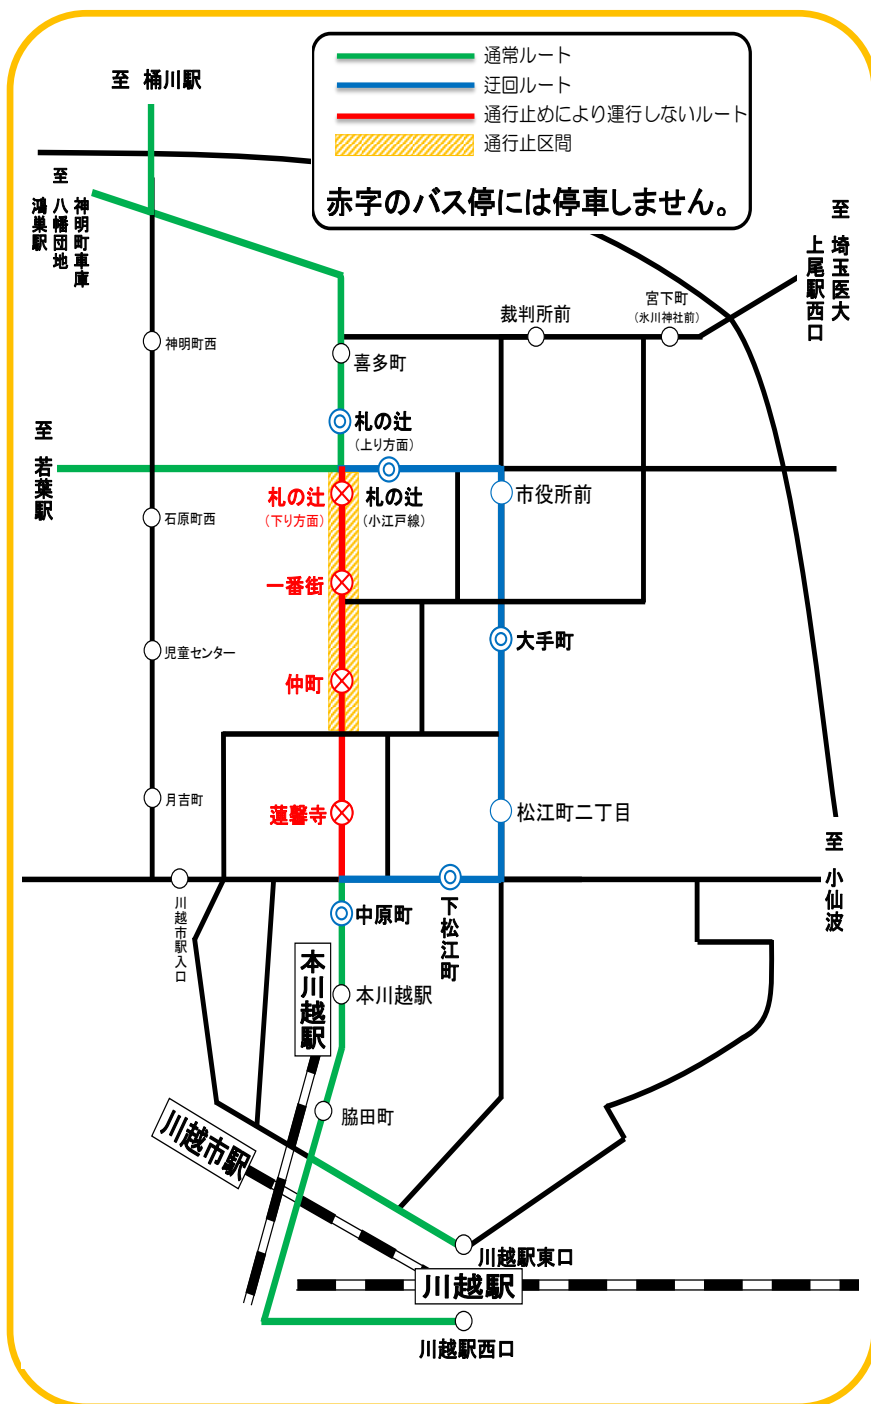 通常ルート
迂回ルート
通行止めにより運行しないルート
通行止区間
赤字のバス停には停車しません。
至 桶川駅
至 神明町車庫
八幡団地
鴻巣駅
至 埼玉医大
上尾駅西口
宮下町
(氷川神社前)
裁判所前
神明町西
喜多町
札の辻
(上り方面)
至 若葉駅
札の辻
(下り方面)
札の辻
(小江戸線)
市役所前
石原町西
一番街
大手町
児童センター
仲町
月吉町
蓮馨寺
松江町二丁目
至 小仙波
川越市駅入口
中原町
下松江町
本川越駅
本川越駅
脇田町
川越市駅
川越駅東口
川越駅
川越駅西口